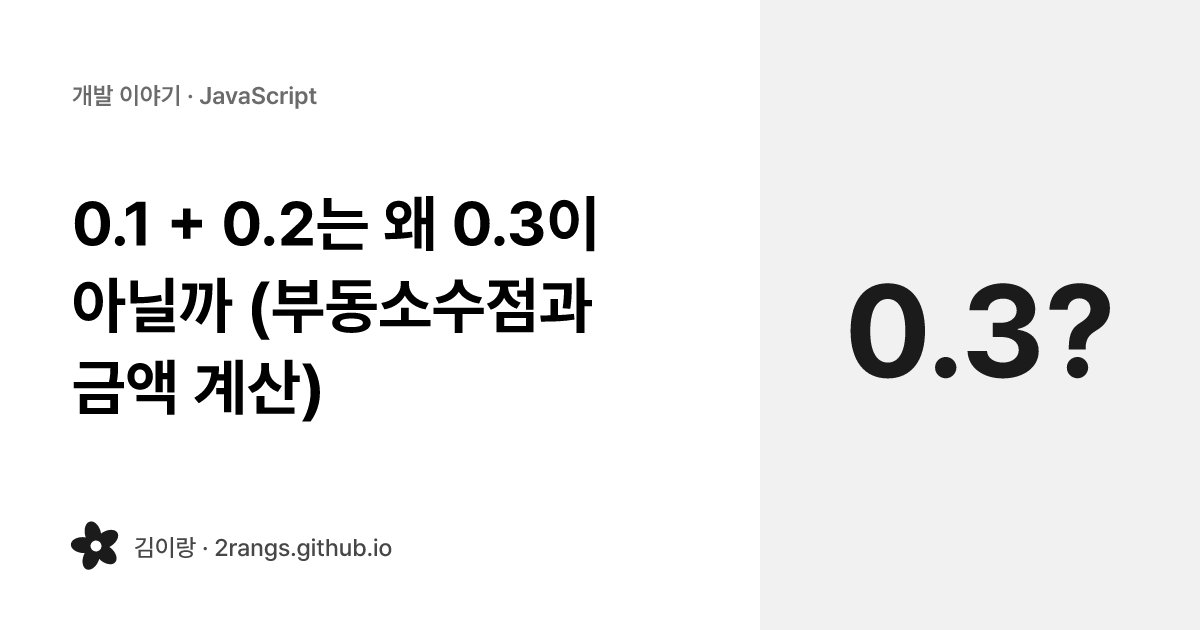 개발 이야기 · JavaScript
0.1 + 0.2는 왜 0.3이
아닐까 (부동소수점과
금액 계산)
0.3?
김이랑 · 2rangs.github.io